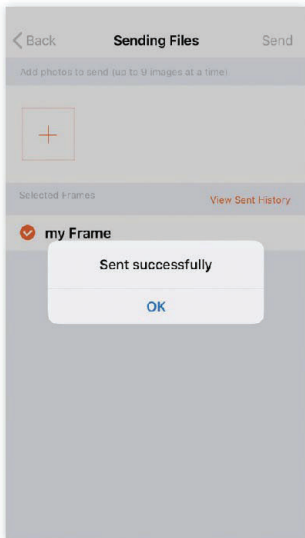 Back
Sending Files
Send
Add photos to send (up to 9 images at a time)
Selected Frames
View Sent History
my Frame
Sent successfully
OK